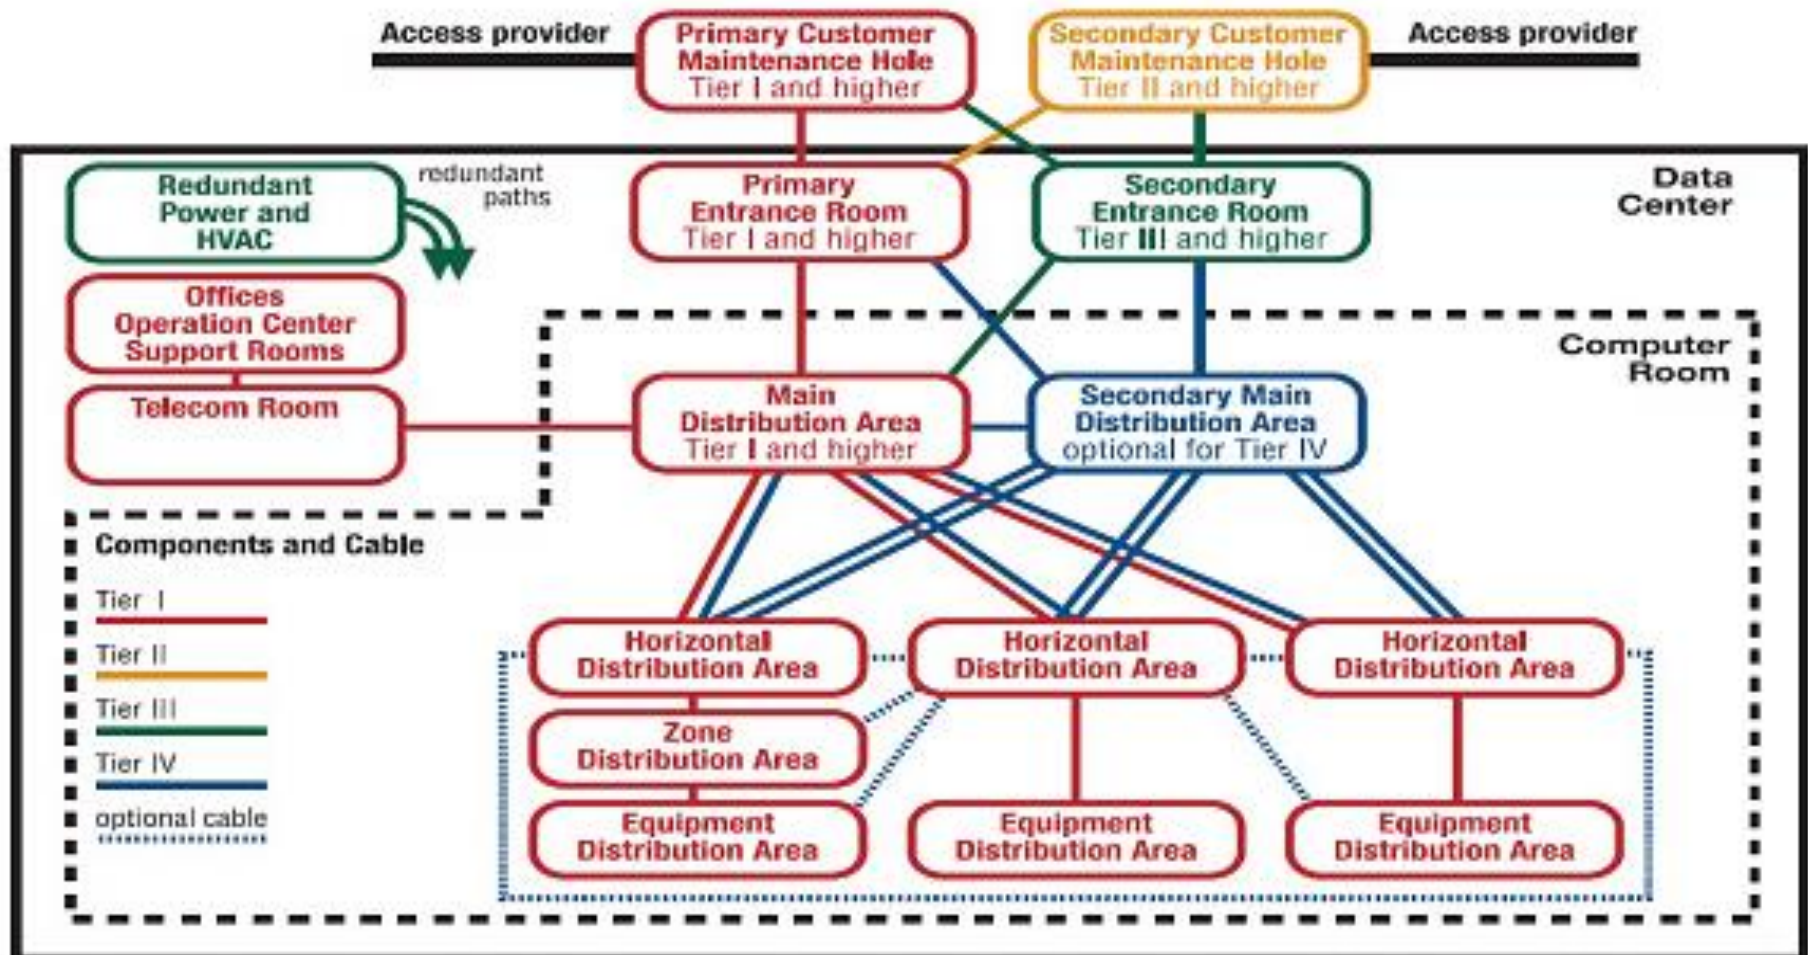 Access provider
Primary Customer
Maintenance Hole
Tier I and higher
Secondary Customer
Maintenance Hole
Tier II and higher
Access provider
Redundant
Power and
HVAC
redundant
paths
Primary
Entrance Room
Tier I and higher
Secondary
Entrance Room
Tier III and higher
Data
Center
Offices
Operation Center
Support Rooms
Telecom Room
Computer
Room
Main
Distribution Area
Tier I and higher
Secondary Main
Distribution Area
optional for Tier IV
Components and Cable
Tier I
Tier II
Tier III
Tier IV
optional cable
Horizontal
Distribution Area
Horizontal
Distribution Area
Horizontal
Distribution Area
Zone
Distribution Area
Equipment
Distribution Area
Equipment
Distribution Area
Equipment
Distribution Area